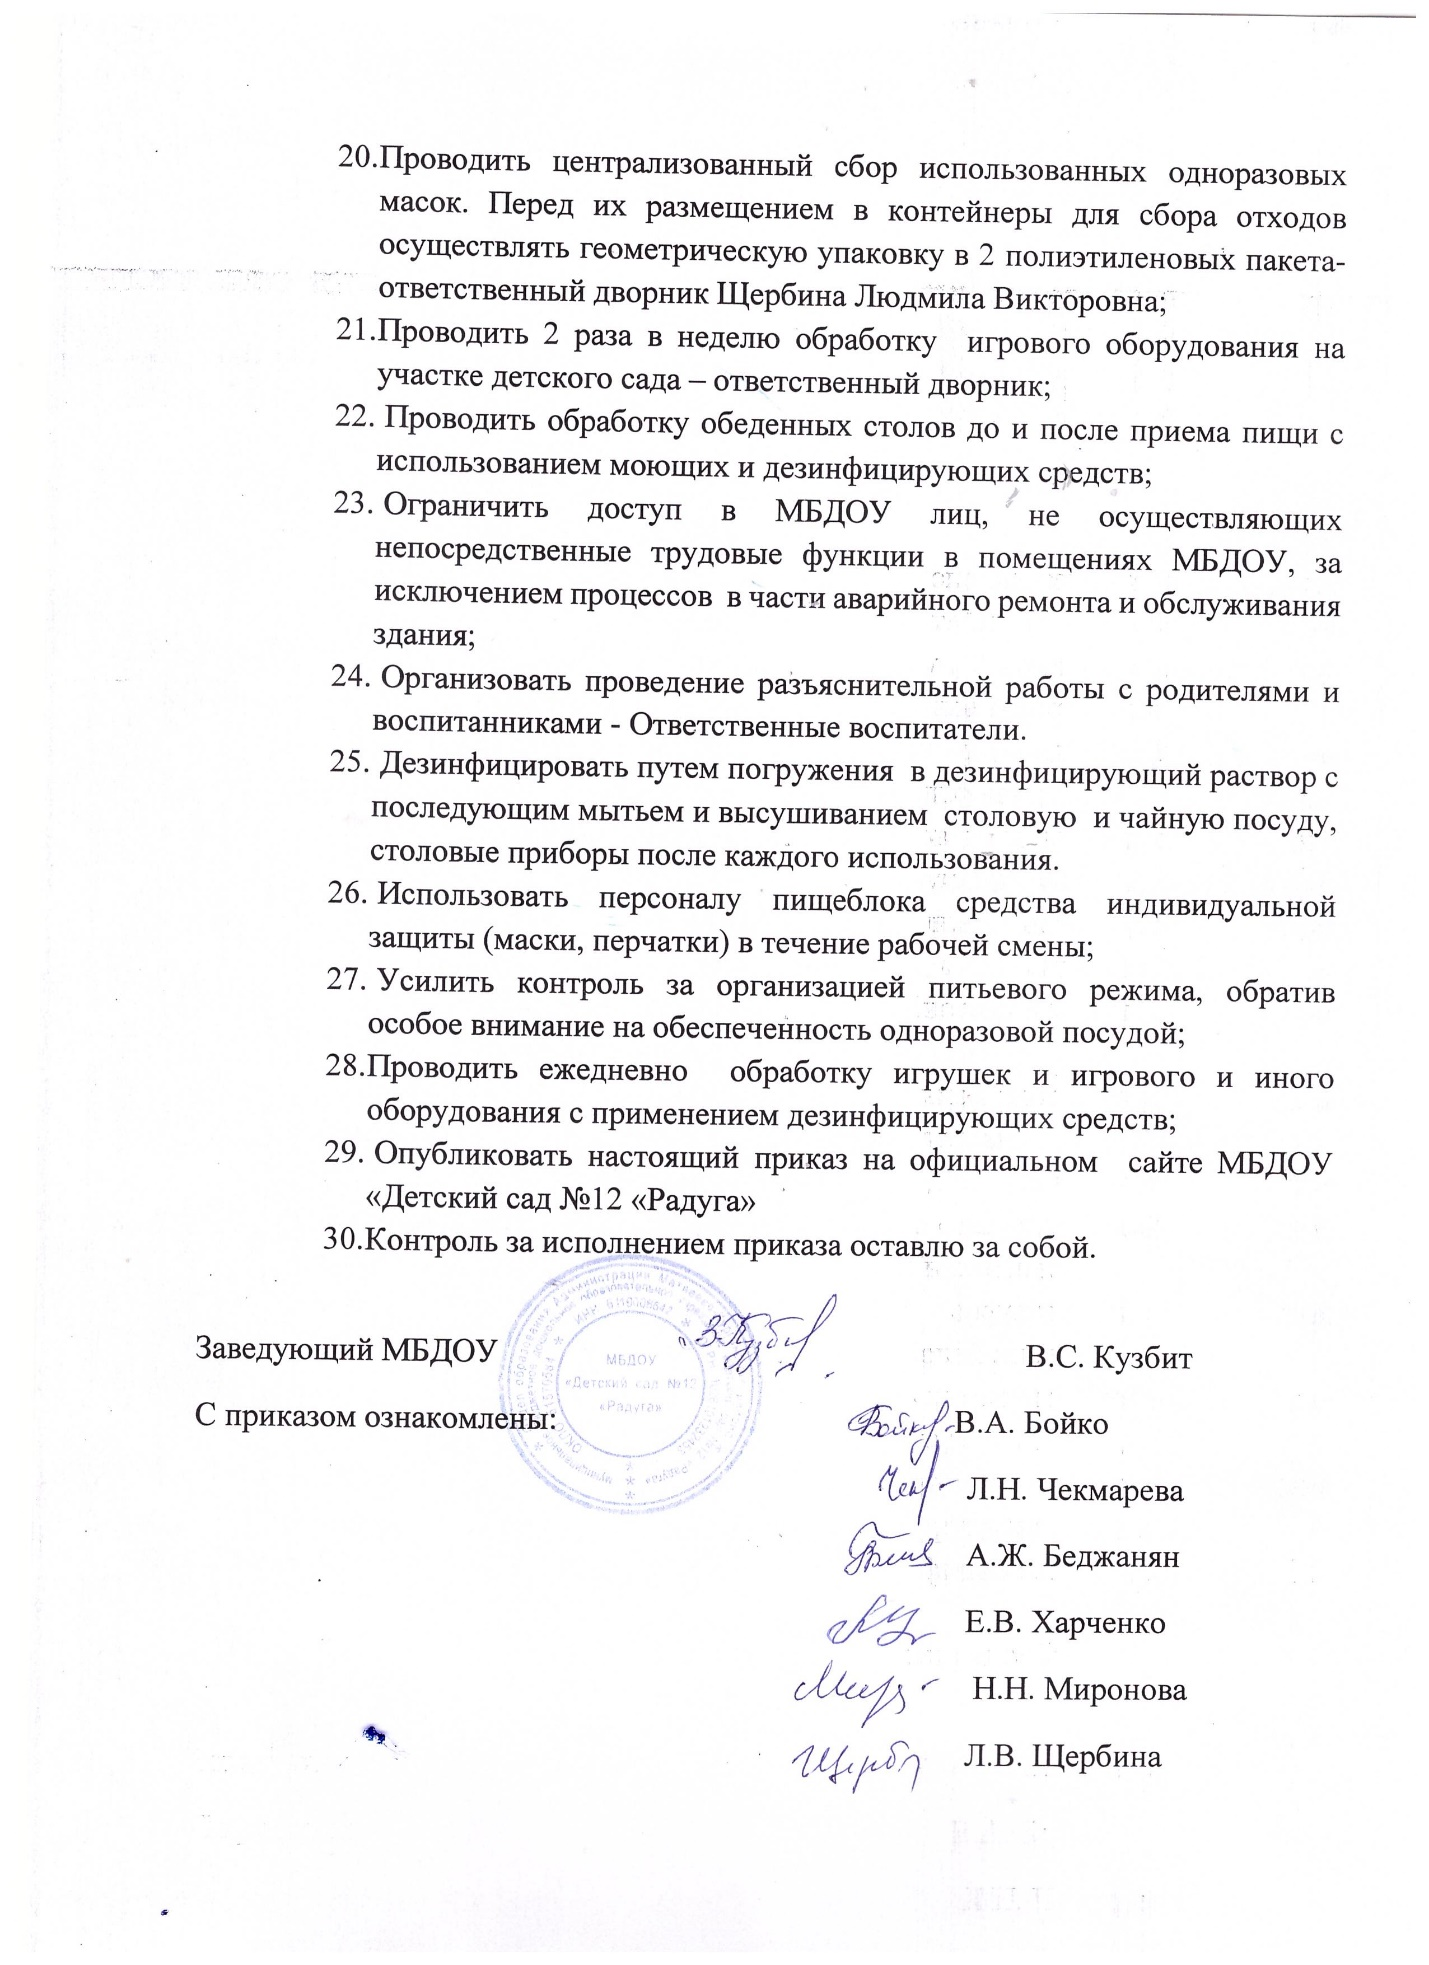 20.Проводить централизованный сбор использованных одноразовых
масок. Перед их размещением в контейнеры для сбора отходов
осуществлять геометрическую упаковку в 2 полиэтиленовых пакета-
ответственный дворник Щербина Людмила Викторовна;
21.Проводить 2 раза в неделю обработку игрового оборудования на
участке детского сада – ответственный дворник;
22. Проводить обработку обеденных столов до и после приема пищи с
использованием моющих и дезинфицирующих средств;
23. Ограничить доступ в МБДОУ лиц, не осуществляющих
непосредственные трудовые функции в помещениях МБДОУ, за
исключением процессов в части аварийного ремонта и обслуживания
здания;
24. Организовать проведение разъяснительной работы с родителями и
воспитанниками - Ответственные воспитатели.
25. Дезинфицировать путем погружения в дезинфицирующий раствор с
последующим мытьем и высушиванием столовую и чайную посуду,
столовые приборы после каждого использования.
26. Использовать персоналу пищеблока средства индивидуальной
защиты (маски, перчатки) в течение рабочей смены;
27. Усилить контроль за организацией питьевого режима, обратив
особое внимание на обеспеченность одноразовой посудой;
28.Проводить ежедневно обработку игрушек и игрового и иного
оборудования с применением дезинфицирующих средств;
29. Опубликовать настоящий приказ на официальном сайте МБДОУ
«Детский сад №12 «Радуга»
30.Контроль за исполнением приказа оставлю за собой.
Заведующий МБДОУ В.С. Кузбит
МБДОУ
«Детский сад №12
«Радуга»
С приказом ознакомлены: Бойко В.А. Бойко
Л.Н. Чекмарева
А.Ж. Беджанян
Е.В. Харченко
Н.Н. Миронова
Л.В. Щербина